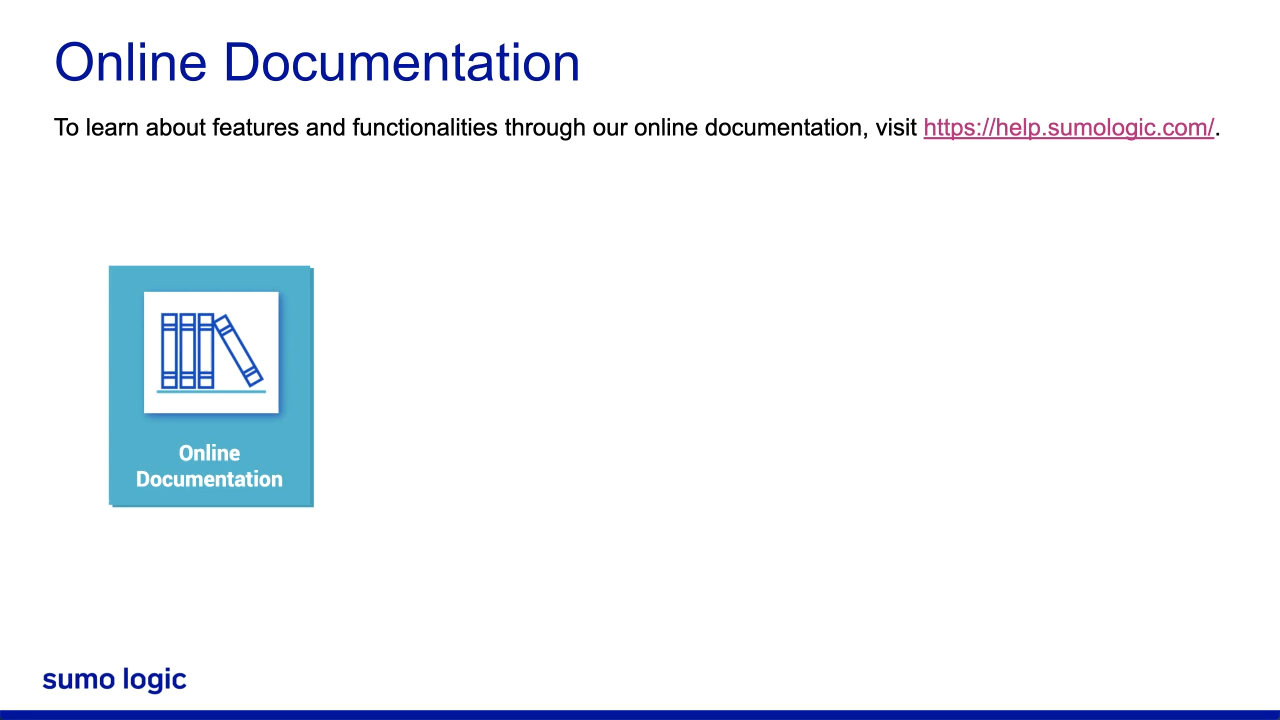 Online Documentation
To learn about features and functionalities through our online documentation, visit https://help.sumologic.com/.
Online
Documentation
sumo logic